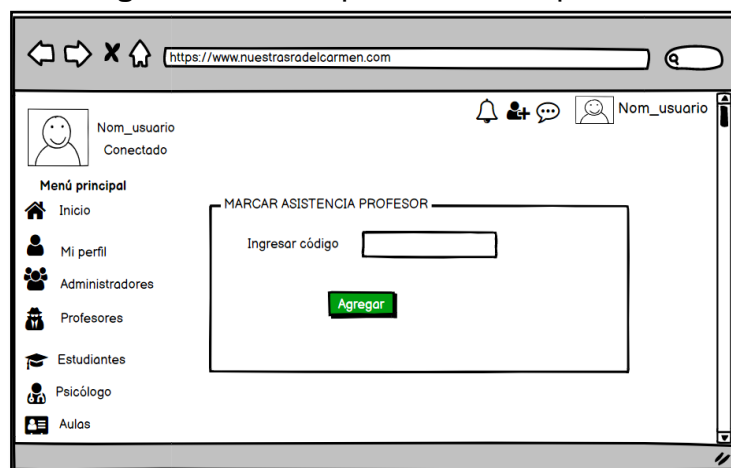 https://www.nuestrasradelcarmen.com
Nom_usuario
Nom_usuario
Conectado
Menú principal
Inicio
Mi perfil
Administradores
Profesores
Estudiantes
Psicólogo
Aulas
MARCAR ASISTENCIA PROFESOR
Ingresar código
Agregar